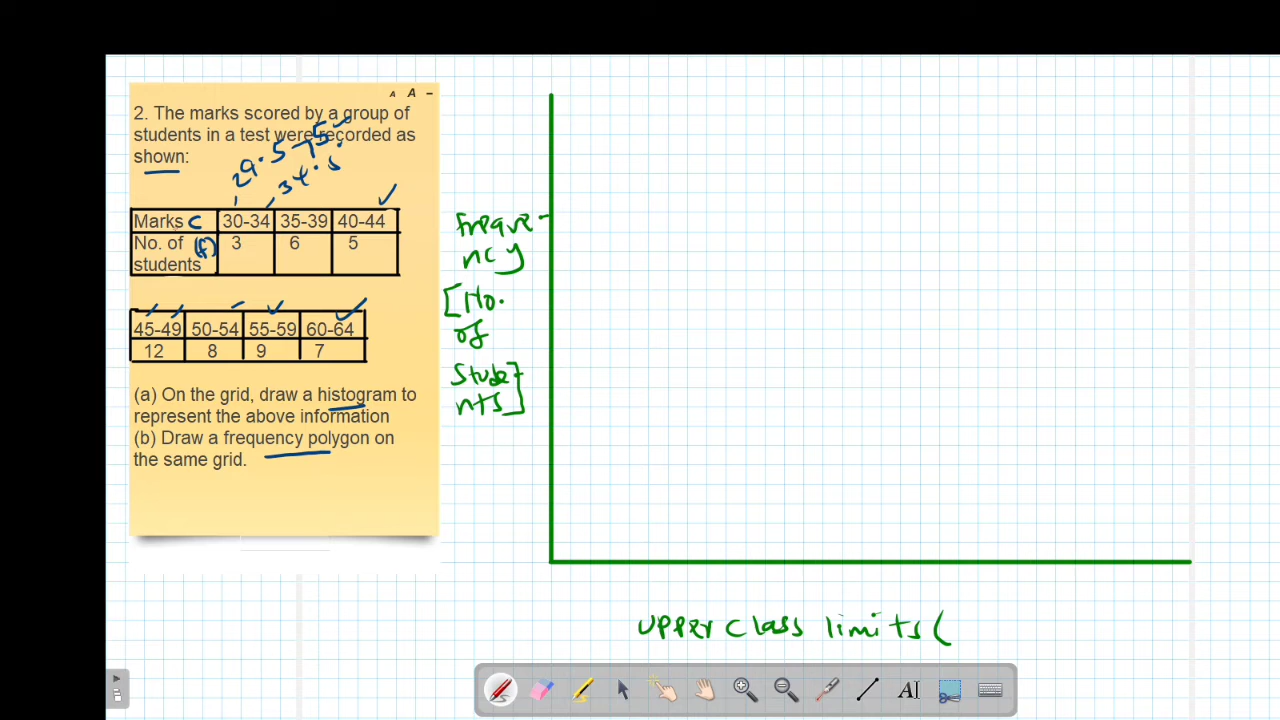 A A –
2. The marks scored by a group of
students in a test were recorded as
shown:
29.5 75.
34.5
Marks C 30-34 35-39 40-44
No. of (f) 3 6 5
students
45-49 50-54 55-59 60-64
12 8 9 7
(a) On the grid, draw a histogram to
represent the above information
(b) Draw a frequency polygon on
the same grid.
Freque-
ncy
[No.
of
Stude
nts]
Upper class limits (
AI